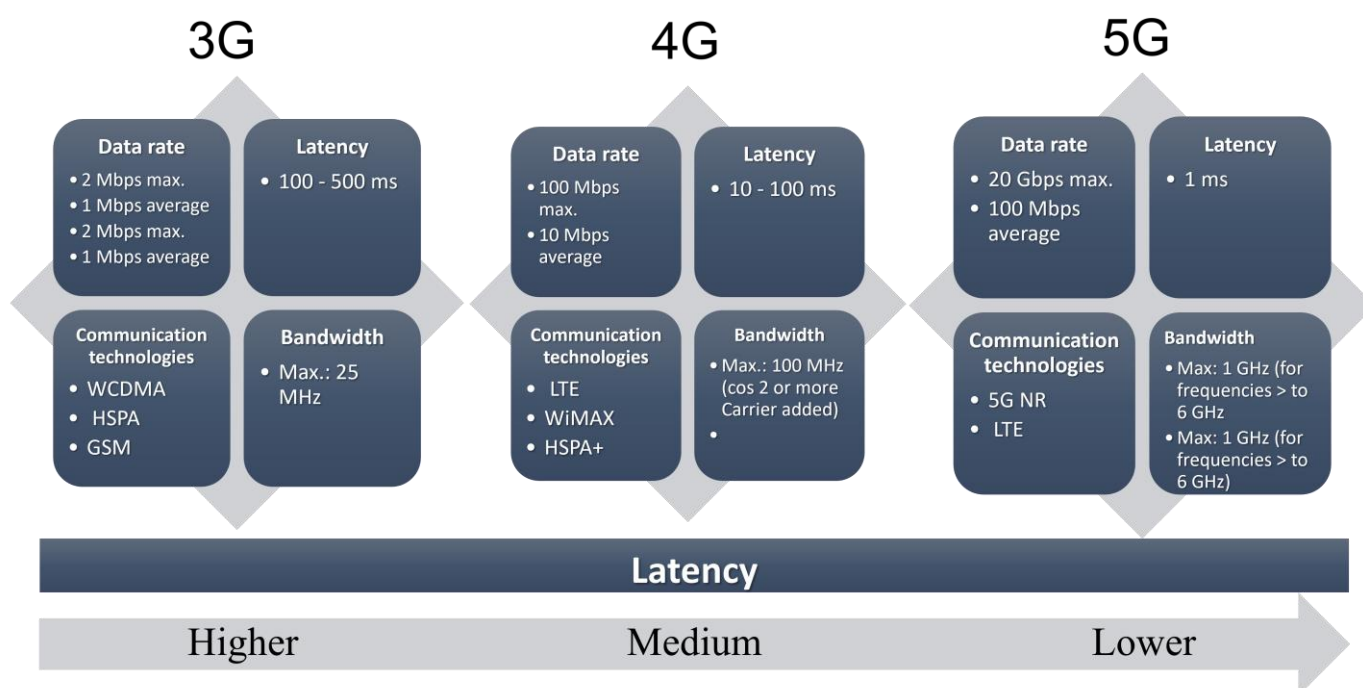 3G
Data rate
• 2 Mbps max.
• 1 Mbps average
• 2 Mbps max.
• 1 Mbps average
Latency
• 100 - 500 ms
Communication
technologies
• WCDMA
• HSPA
• GSM
Bandwidth
• Max.: 25
MHz
4G
Data rate
• 100 Mbps
max.
• 10 Mbps
average
Latency
• 10 - 100 ms
Communication
technologies
• LTE
• WiMAX
• HSPA+
Bandwidth
• Max.: 100 MHz
(cos 2 or more
Carrier added)
•
5G
Data rate
• 20 Gbps max.
• 100 Mbps
average
Latency
• 1 ms
Communication
technologies
• 5G NR
• LTE
Bandwidth
• Max: 1 GHz (for
frequencies > to
6 GHz
• Max: 1 GHz (for
frequencies > to
6 GHz)
Latency
Higher
Medium
Lower